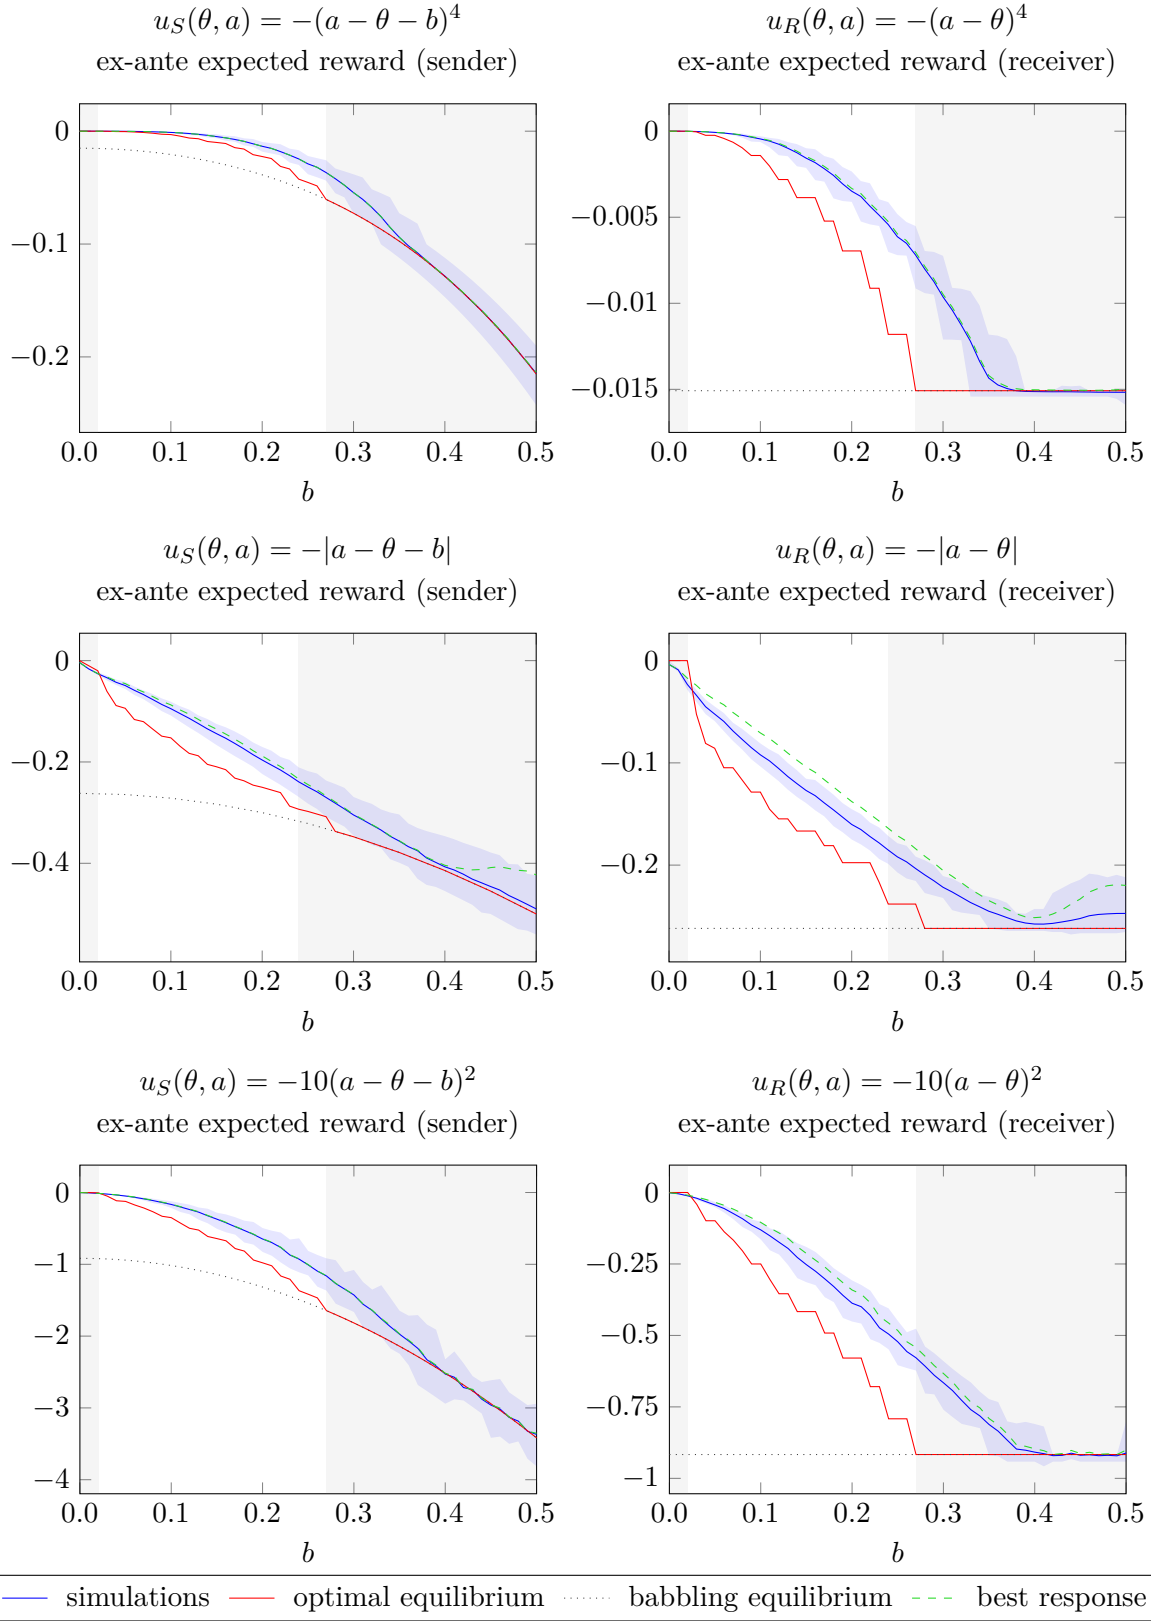 u_S(θ, a) = −(a − θ − b)^4
ex-ante expected reward (sender)
0
−0.1
−0.2
0.0 0.1 0.2 0.3 0.4 0.5
b
u_R(θ, a) = −(a − θ)^4
ex-ante expected reward (receiver)
0
−0.005
−0.01
−0.015
0.0 0.1 0.2 0.3 0.4 0.5
b
u_S(θ, a) = −|a − θ − b|
ex-ante expected reward (sender)
0
−0.2
−0.4
0.0 0.1 0.2 0.3 0.4 0.5
b
u_R(θ, a) = −|a − θ|
ex-ante expected reward (receiver)
0
−0.1
−0.2
0.0 0.1 0.2 0.3 0.4 0.5
b
u_S(θ, a) = −10(a − θ − b)^2
ex-ante expected reward (sender)
0
−1
−2
−3
−4
0.0 0.1 0.2 0.3 0.4 0.5
b
u_R(θ, a) = −10(a − θ)^2
ex-ante expected reward (receiver)
0
−0.25
−0.5
−0.75
−1
0.0 0.1 0.2 0.3 0.4 0.5
b
simulations optimal equilibrium babbling equilibrium best response